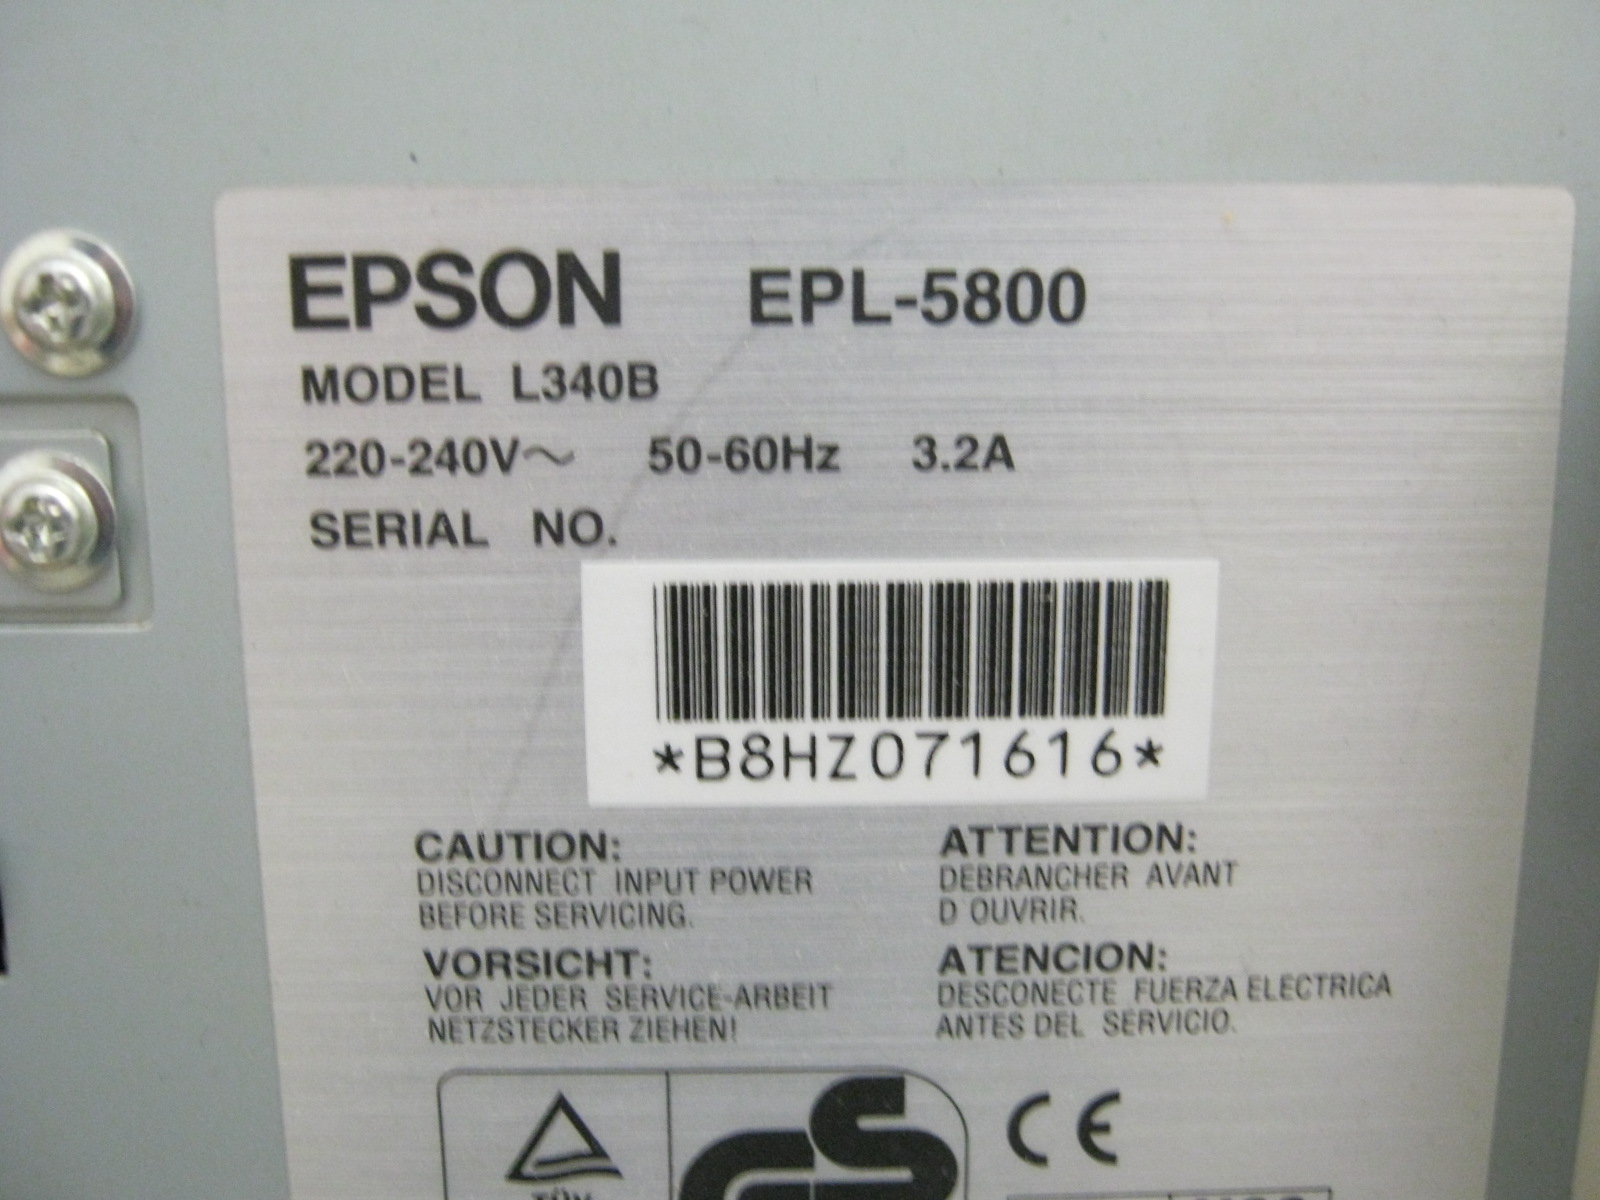 EPSON EPL-5800
MODEL L340B
220-240V～ 50-60Hz 3.2A
SERIAL NO.
*B8HZ071616*
CAUTION:
DISCONNECT INPUT POWER
BEFORE SERVICING.
ATTENTION:
DEBRANCHER AVANT
D OUVRIR.
VORSICHT:
VOR JEDER SERVICE-ARBEIT
NETZSTECKER ZIEHEN!
ATENCION:
DESCONECTE FUERZA ELECTRICA
ANTES DEL SERVICIO.
TÜV
GS
CE